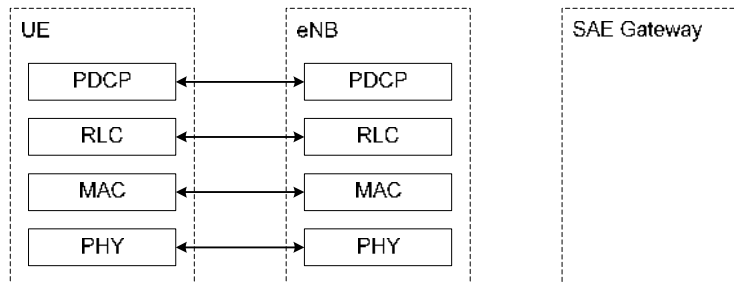 UE
eNB
SAE Gateway
PDCP
PDCP
RLC
RLC
MAC
MAC
PHY
PHY